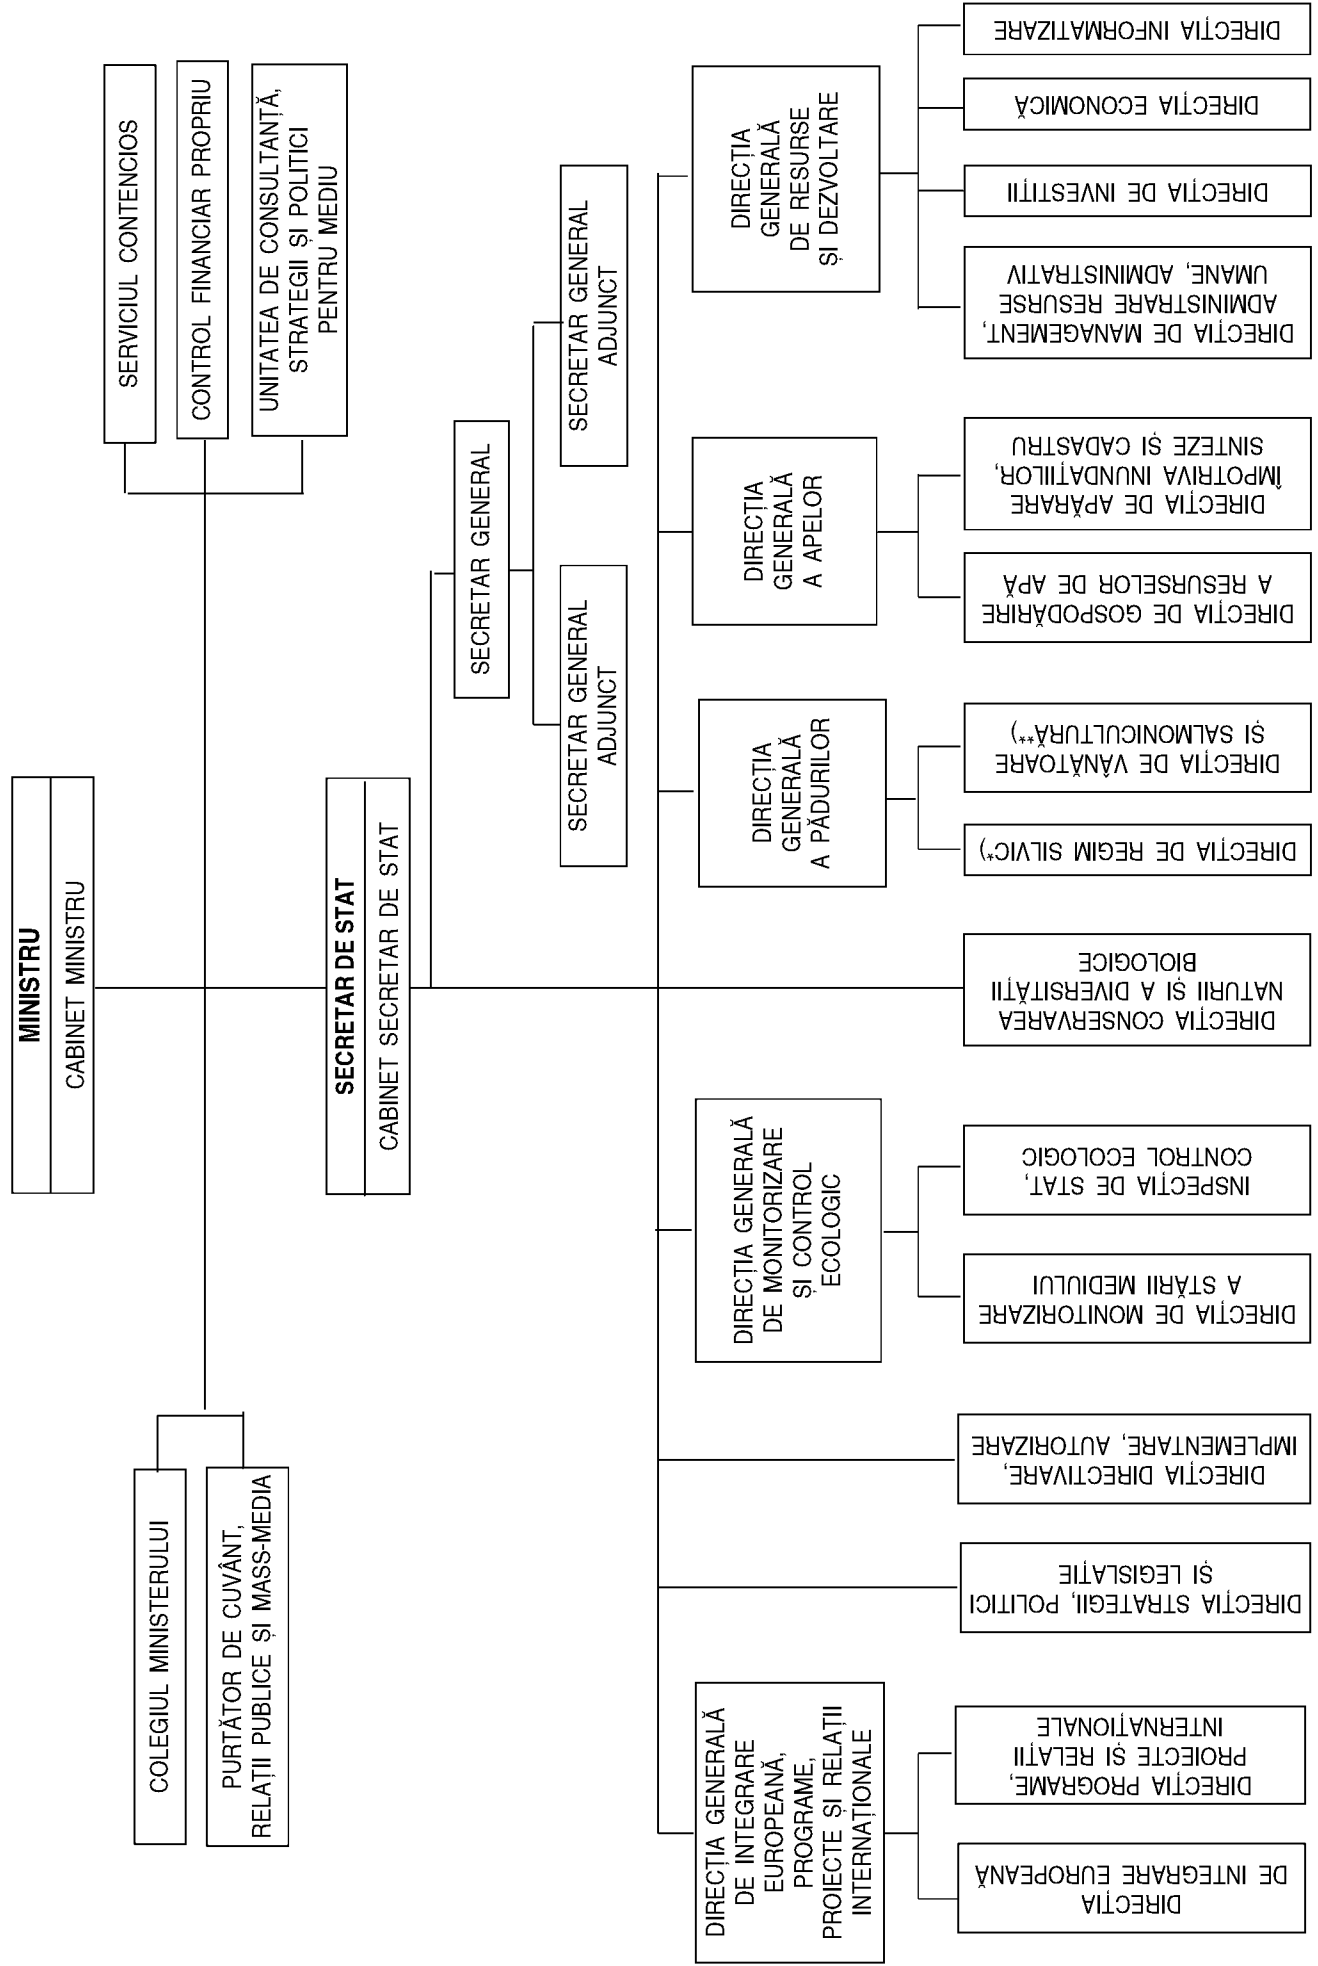 MINISTRU
CABINET MINISTRU
COLEGIUL MINISTERULUI
PURTĂTOR DE CUVÂNT,
RELAȚII PUBLICE ȘI MASS-MEDIA
SERVICIUL CONTENCIOS
CONTROL FINANCIAR PROPRIU
UNITATEA DE CONSULTANȚĂ,
STRATEGII ȘI POLITICI
PENTRU MEDIU
SECRETAR DE STAT
CABINET SECRETAR DE STAT
SECRETAR GENERAL
SECRETAR GENERAL
ADJUNCT
SECRETAR GENERAL
ADJUNCT
DIRECȚIA GENERALĂ
DE INTEGRARE
EUROPEANĂ,
PROGRAME,
PROIECTE ȘI RELAȚII
INTERNAȚIONALE
DIRECȚIA GENERALĂ
DE MONITORIZARE
ȘI CONTROL
ECOLOGIC
DIRECȚIA
GENERALĂ
A PĂDURILOR
DIRECȚIA
GENERALĂ
A APELOR
DIRECȚIA
GENERALĂ
DE RESURSE
ȘI DEZVOLTARE
DIRECȚIA
DE INTEGRARE EUROPEANĂ
DIRECȚIA PROGRAME,
PROIECTE ȘI RELAȚII
INTERNAȚIONALE
DIRECȚIA STRATEGII, POLITICI
ȘI LEGISLAȚIE
DIRECȚIA DIRECTIVARE,
IMPLEMENTARE, AUTORIZARE
DIRECȚIA DE MONITORIZARE
A STĂRII MEDIULUI
INSPECȚIA DE STAT,
CONTROL ECOLOGIC
DIRECȚIA CONSERVAREA
NATURII ȘI A DIVERSITĂȚII
BIOLOGICE
DIRECȚIA DE REGIM SILVIC*)
DIRECȚIA DE VÂNĂTOARE
ȘI SALMONICULTURĂ**)
DIRECȚIA DE GOSPODĂRIRE
A RESURSELOR DE APĂ
DIRECȚIA DE APĂRARE
ÎMPOTRIVA INUNDAȚIILOR,
SINTEZE ȘI CADASTRU
DIRECȚIA DE MANAGEMENT,
ADMINISTRARE RESURSE
UMANE, ADMINISTRATIV
DIRECȚIA DE INVESTIȚII
DIRECȚIA ECONOMICĂ
DIRECȚIA INFORMATIZARE